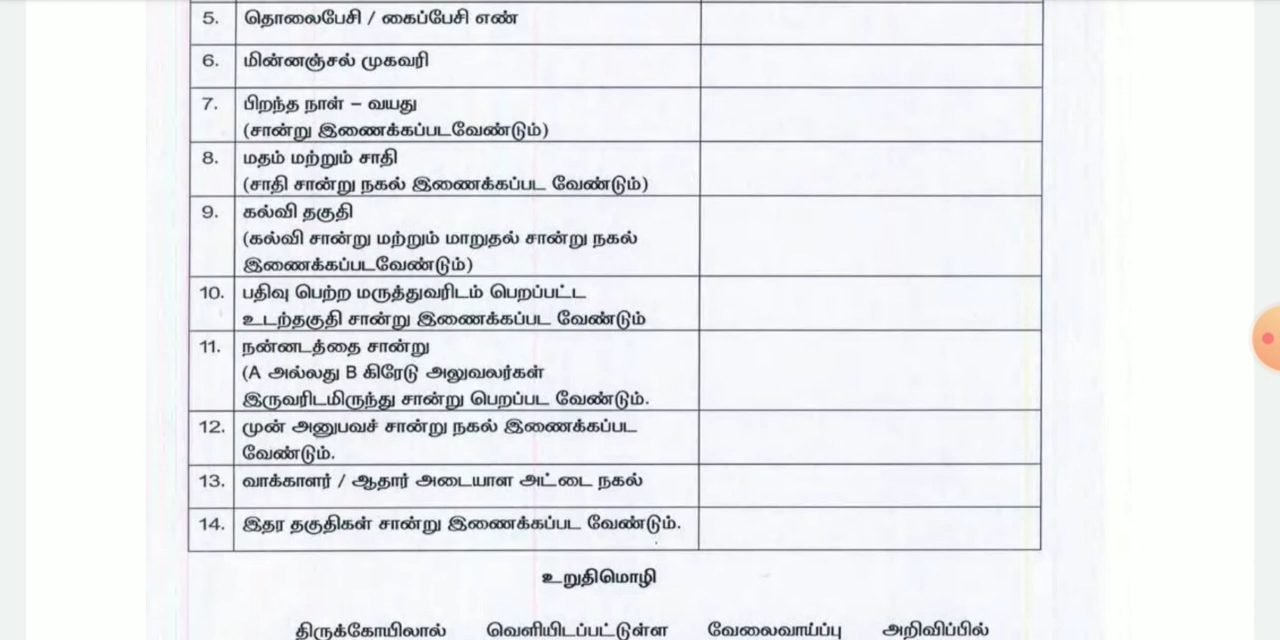 5. தொலைபேசி / கைப்பேசி எண்
6. மின்னஞ்சல் முகவரி
7. பிறந்த நாள் – வயது
(சான்று இணைக்கப்படவேண்டும்)
8. மதம் மற்றும் சாதி
(சாதி சான்று நகல் இணைக்கப்பட வேண்டும்)
9. கல்வி தகுதி
(கல்வி சான்று மற்றும் மாறுதல் சான்று நகல்
இணைக்கப்படவேண்டும்)
10. பதிவு பெற்ற மருத்துவரிடம் பெறப்பட்ட
உடற்தகுதி சான்று இணைக்கப்பட வேண்டும்
11. நன்னடத்தை சான்று
(A அல்லது B கிரேடு அலுவலர்கள்
இருவரிடமிருந்து சான்று பெறப்பட வேண்டும்.
12. முன் அனுபவச் சான்று நகல் இணைக்கப்பட
வேண்டும்.
13. வாக்காளர் / ஆதார் அடையாள அட்டை நகல்
14. இதர தகுதிகள் சான்று இணைக்கப்பட வேண்டும்.
உறுதிமொழி
திருக்கோயிலால் வெளியிடப்பட்டுள்ள வேலைவாய்ப்பு அறிவிப்பில்